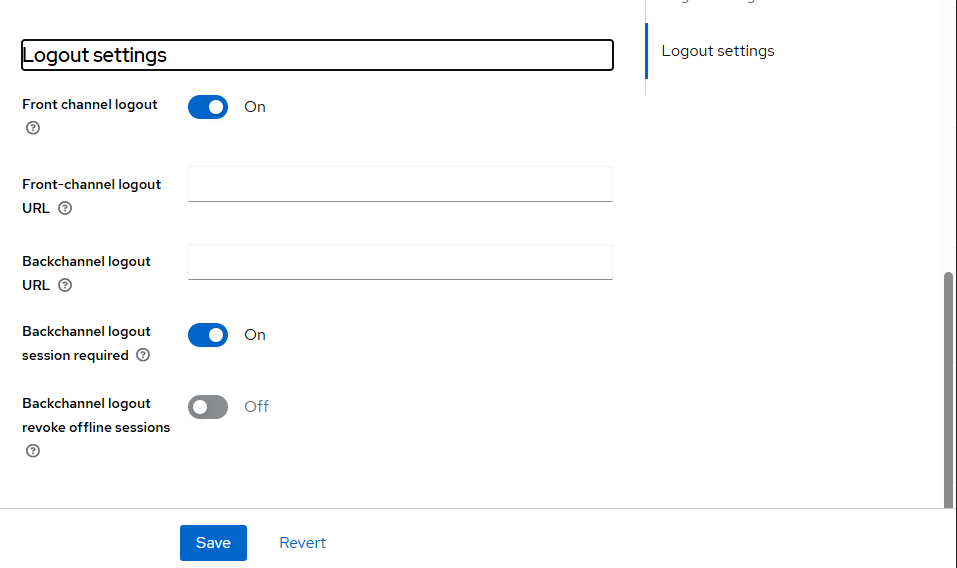 Logout settings
Logout settings
Front channel logout
On
Front-channel logout
URL
Backchannel logout
URL
Backchannel logout
session required
On
Backchannel logout
revoke offline sessions
Off
Save
Revert